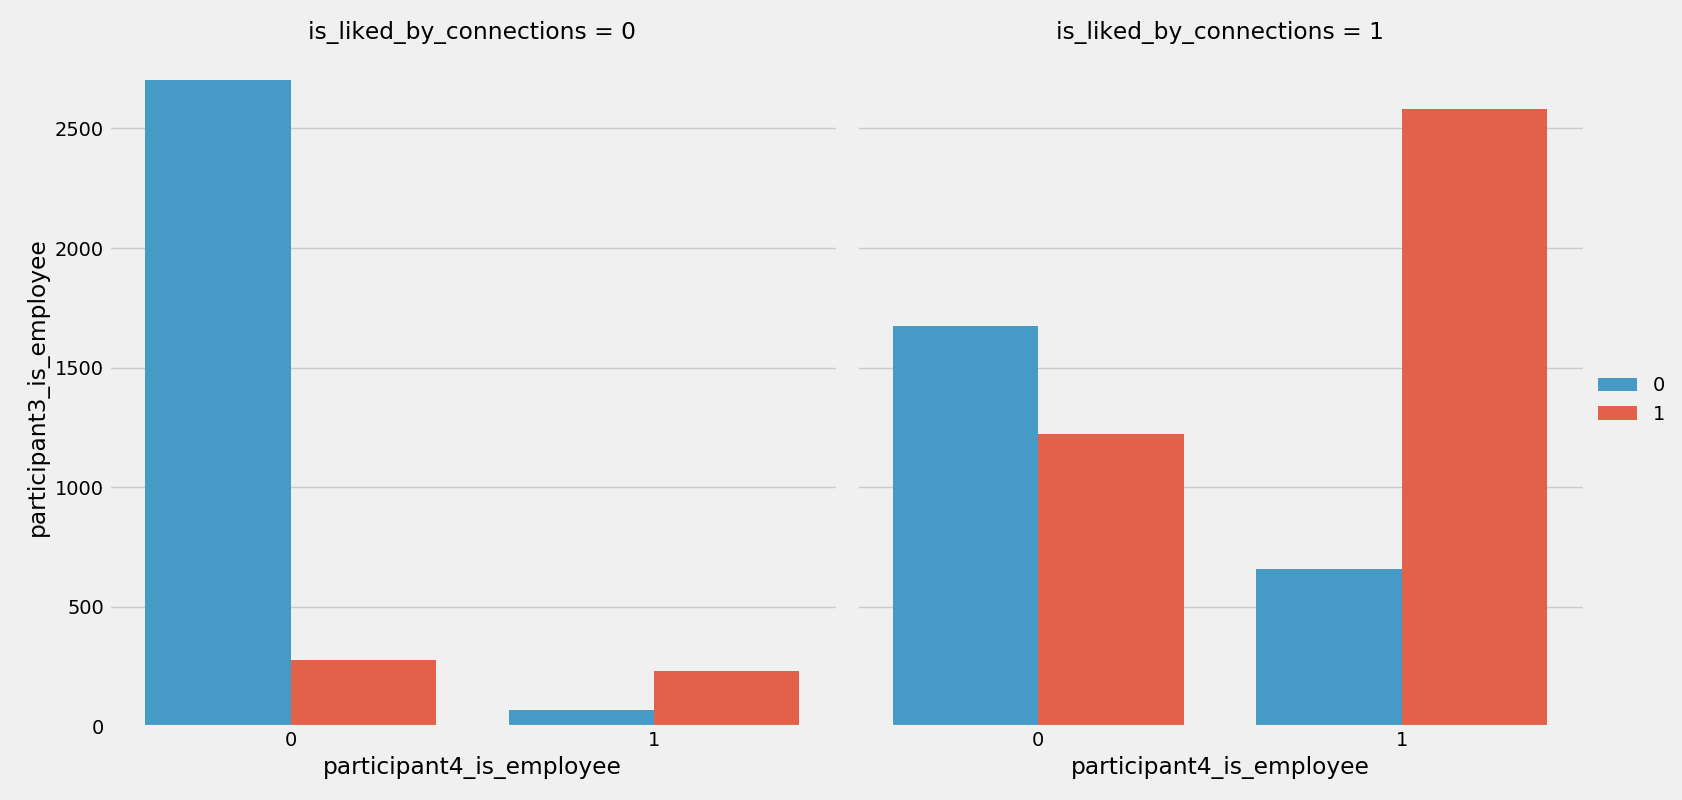 is_liked_by_connections = 0
is_liked_by_connections = 1
participant3_is_employee
2500
2000
1500
1000
500
0
0
1
0
1
participant4_is_employee
participant4_is_employee
0
1